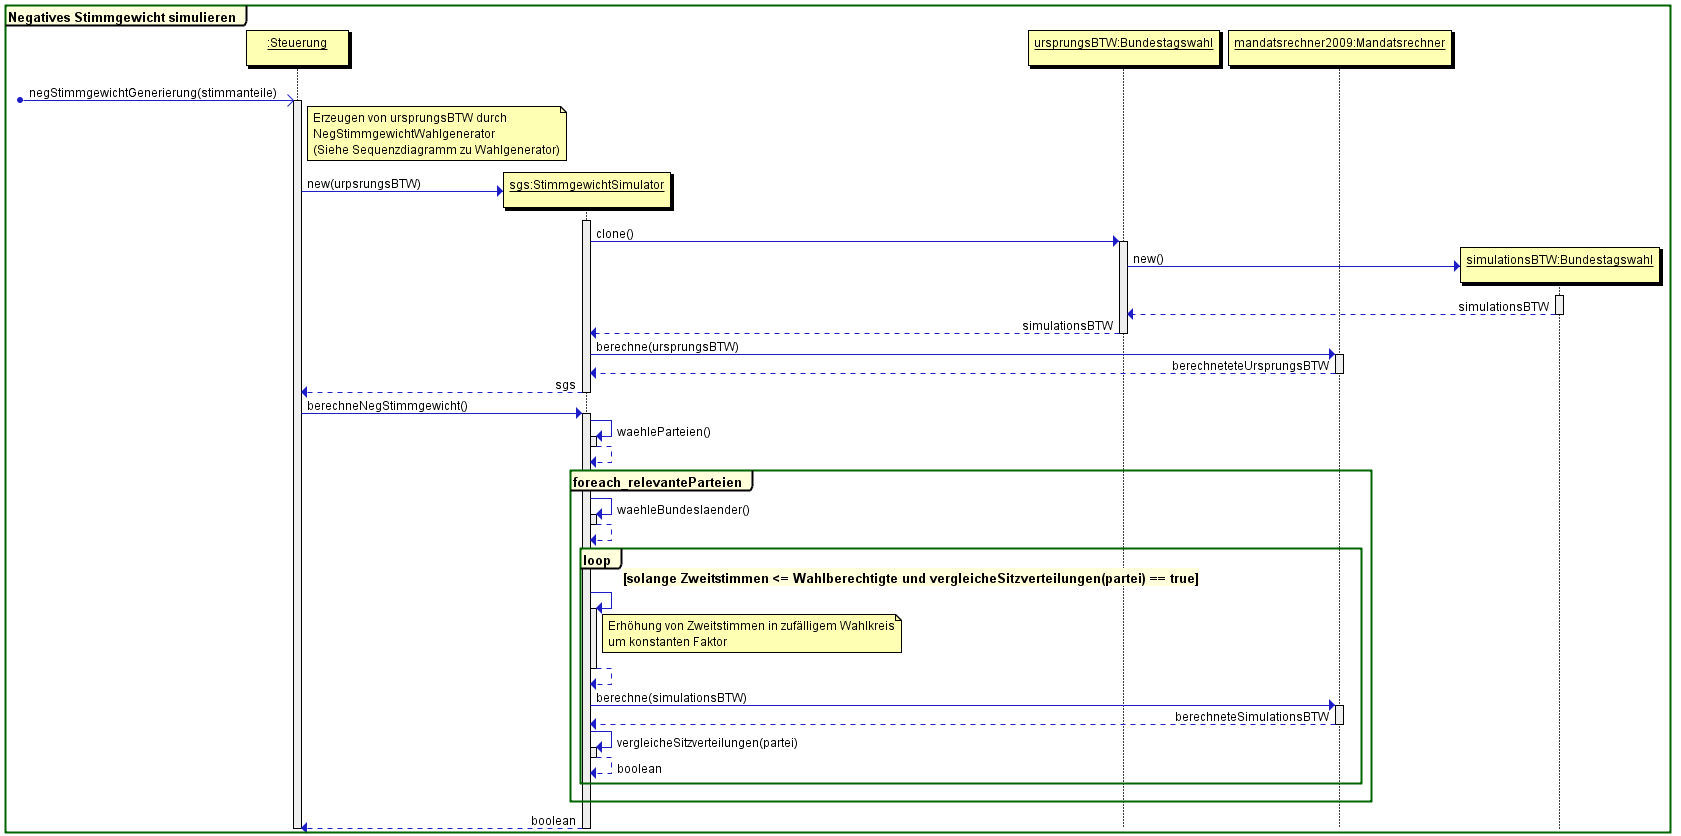 Negatives Stimmgewicht simulieren
:Steuerung
ursprungsBTW:Bundestagswahl
mandatsrechner2009:Mandatsrechner
negStimmgewichtGenerierung(stimmanteile)
Erzeugen von ursprungsBTW durch
NegStimmgewichtWahlgenerator
(Siehe Sequenzdiagramm zu Wahlgenerator)
new(urpsrungsBTW)
sgs:StimmgewichtSimulator
clone()
new()
simulationsBTW:Bundestagswahl
simulationsBTW
simulationsBTW
berechne(ursprungsBTW)
berechneteteUrsprungsBTW
sgs
berechneNegStimmgewicht()
waehleParteien()
foreach_relevanteParteien
waehleBundeslaender()
loop
[solange Zweitstimmen <= Wahlberechtigte und vergleicheSitzverteilungen(partei) == true]
Erhöhung von Zweitstimmen in zufälligem Wahlkreis
um konstanten Faktor
berechne(simulationsBTW)
berechneteSimulationsBTW
vergleicheSitzverteilungen(partei)
boolean
boolean